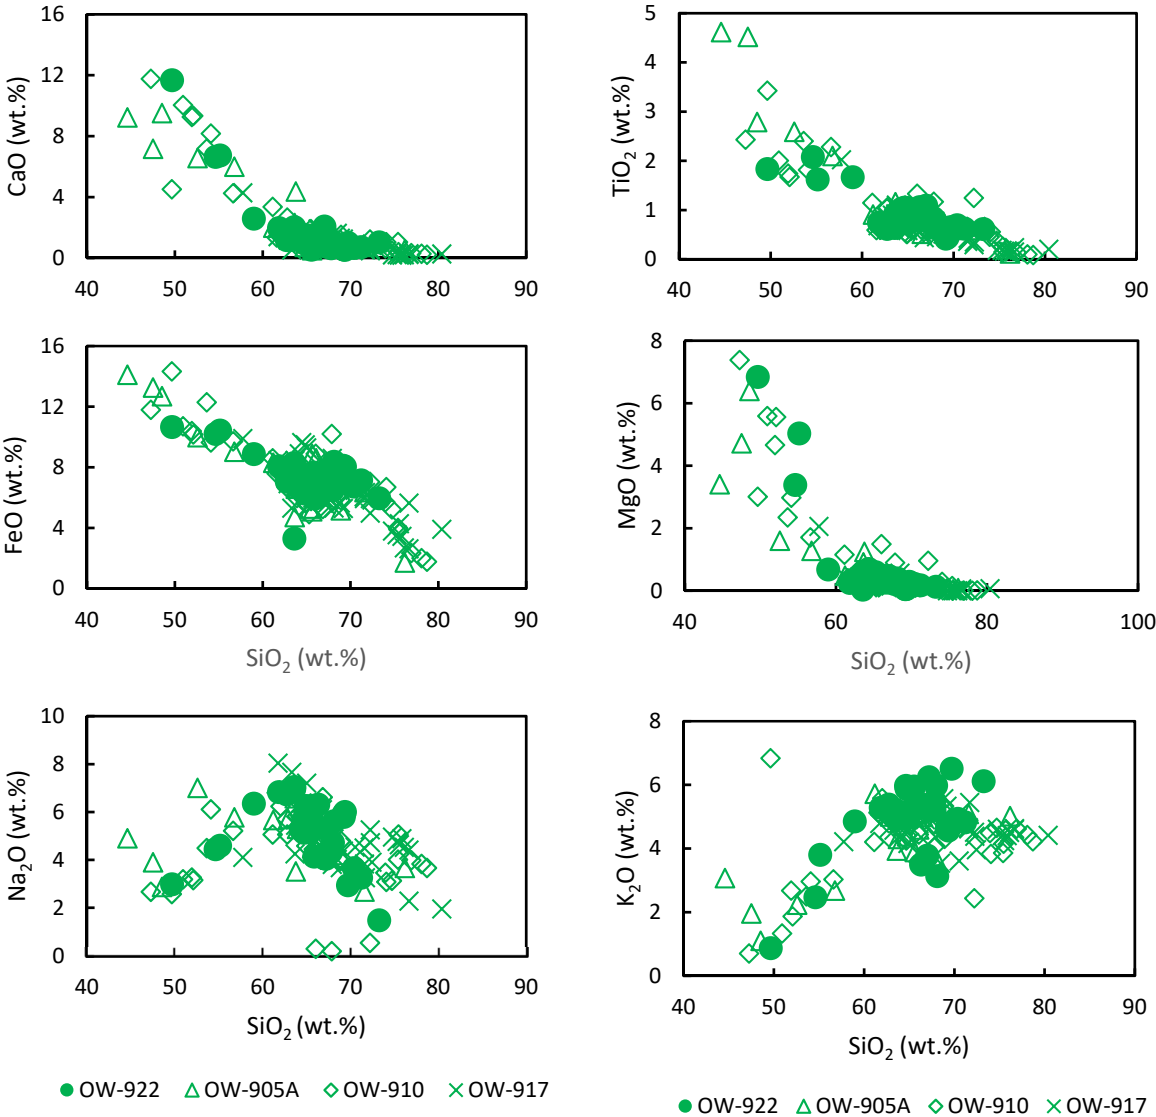 16
12
8
4
0
CaO (wt.%)
40 50 60 70 80 90
5
4
3
2
1
0
TiO₂ (wt.%)
40 50 60 70 80 90
16
12
8
4
0
FeO (wt.%)
40 50 60 70 80 90
SiO₂ (wt.%)
8
6
4
2
0
MgO (wt.%)
40 60 80 100
SiO₂ (wt.%)
10
8
6
4
2
0
Na₂O (wt.%)
40 50 60 70 80 90
SiO₂ (wt.%)
8
6
4
2
0
K₂O (wt.%)
40 50 60 70 80 90
SiO₂ (wt.%)
OW-922 OW-905A OW-910 OW-917
OW-922 OW-905A OW-910 OW-917